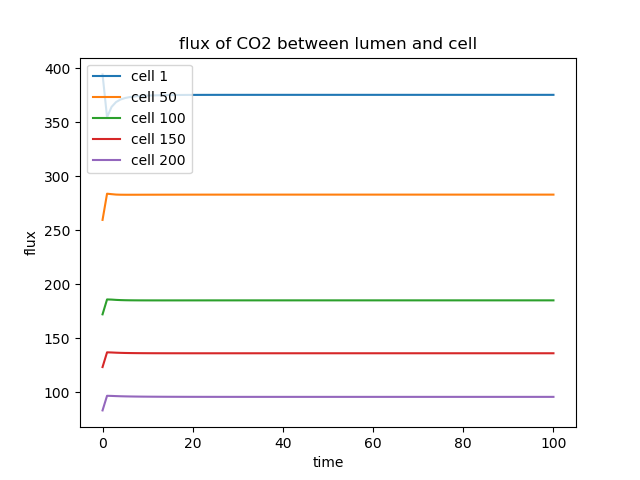 flux of CO2 between lumen and cell
cell 1
cell 50
cell 100
cell 150
cell 200
400
350
300
250
200
150
100
flux
0 20 40 60 80 100
time